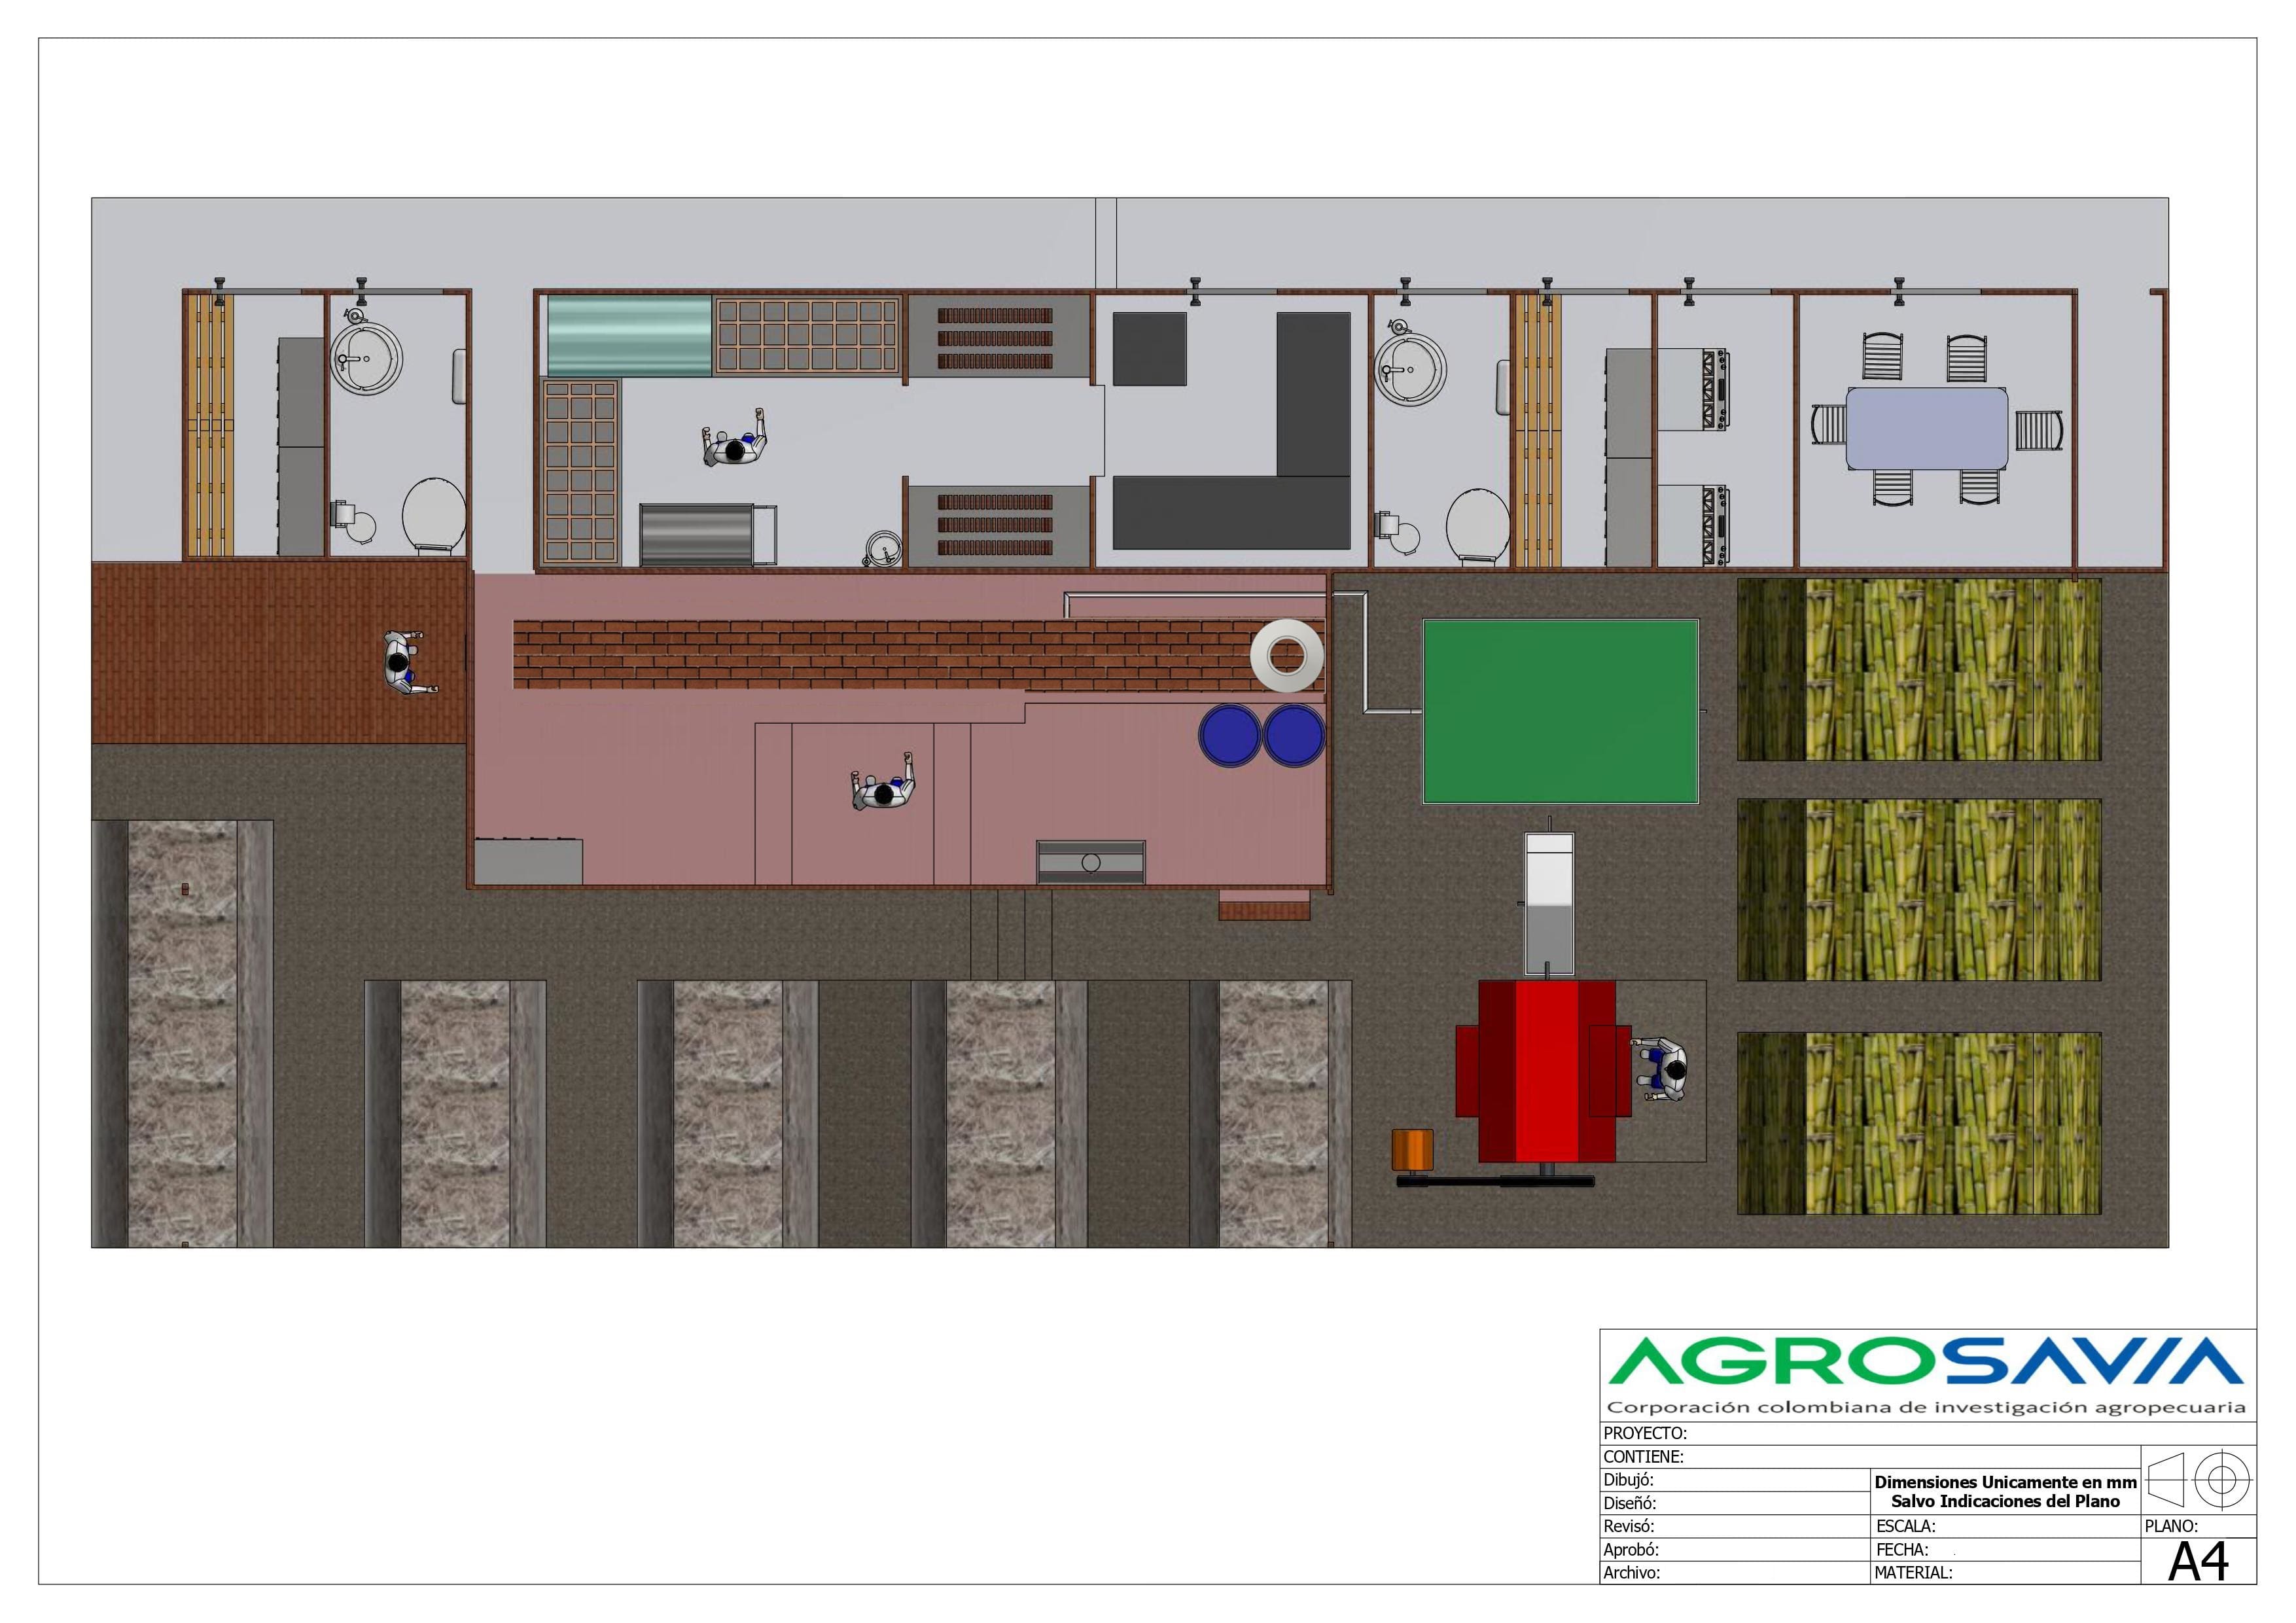 AGROSAVIA
Corporación colombiana de investigación agropecuaria
PROYECTO:
CONTIENE:
Dibujó:
Dimensiones Unicamente en mm
Salvo Indicaciones del Plano
Diseñó:
Revisó:
ESCALA:
PLANO:
Aprobó:
FECHA:
A4
Archivo:
MATERIAL: